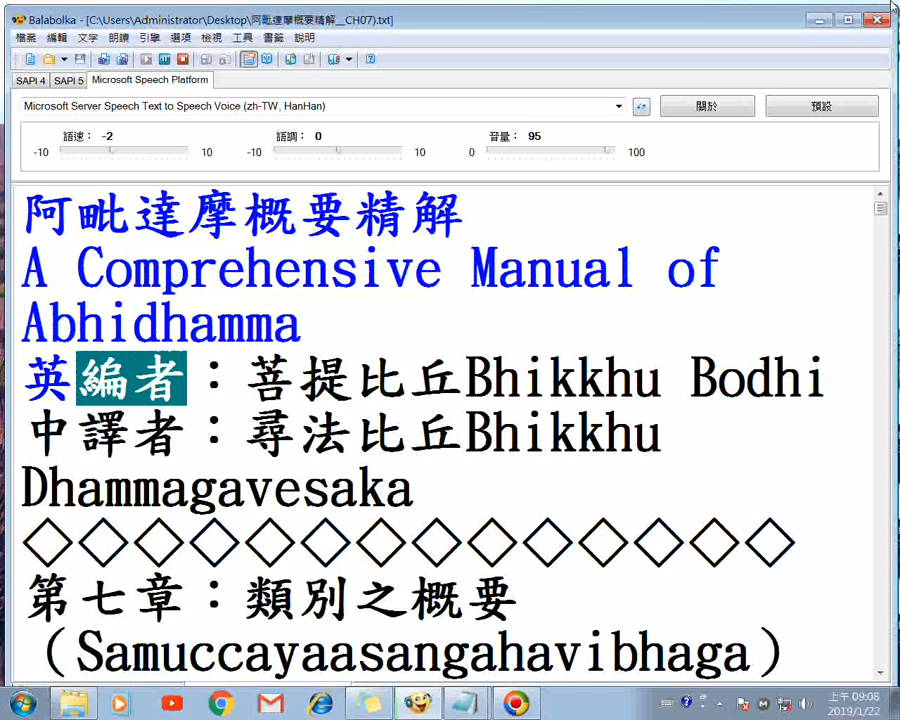 Balabolka - [C:\Users\Administrator\Desktop\阿毗達摩概要精解__CH07).txt]
檔案 編輯 文字 朗讀 引擎 選項 檢視 工具 書籤 說明
SAPI 4 SAPI 5 Microsoft Speech Platform
Microsoft Server Speech Text to Speech Voice (zh-TW, HanHan) 關於 預設
語速： -2 語調： 0 音量： 95
-10 10 -10 10 0 100
阿毗達摩概要精解
A Comprehensive Manual of
Abhidhamma
英編者：菩提比丘Bhikkhu Bodhi
中譯者：尋法比丘Bhikkhu
Dhammagavesaka
◇◇◇◇◇◇◇◇◇◇◇◇◇◇
第七章：類別之概要
（Samuccayaasangahavibhaga）
上午 09:08
2019/1/22